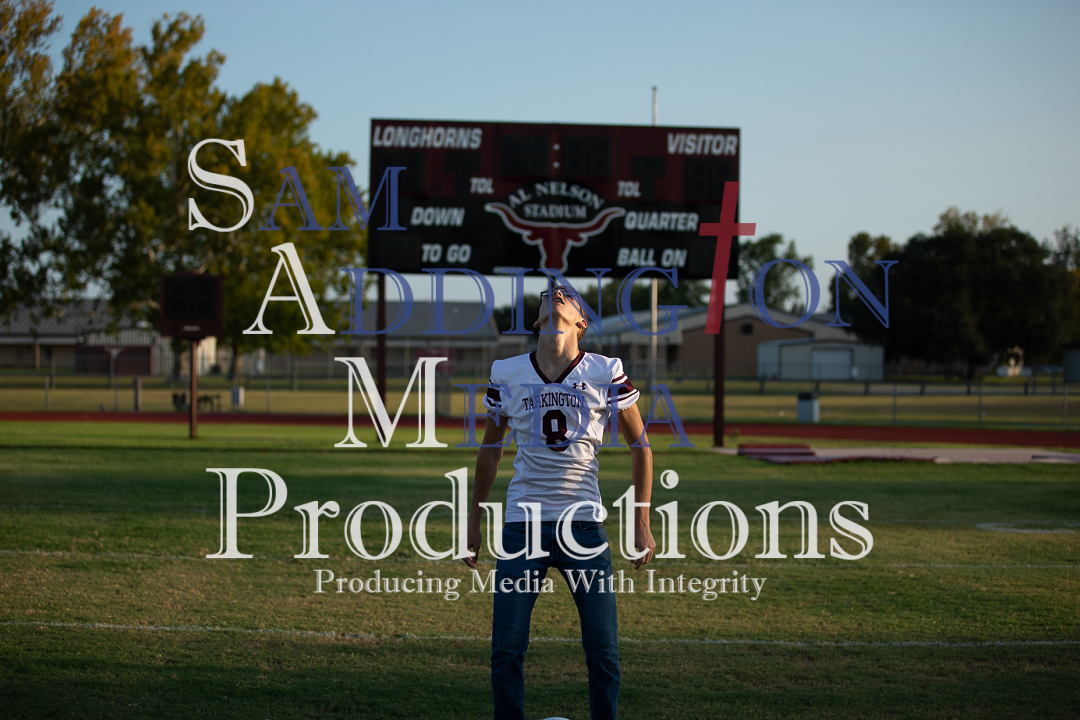 LONGHORNS VISITOR
TOL TOL
AL NELSON
STADIUM
DOWN QUARTER
TO GO BALL ON
SAM
ADDINGTON
MEDIA
PRODUCTIONS
PRODUCING MEDIA WITH INTEGRITY
TARKINGTON
8